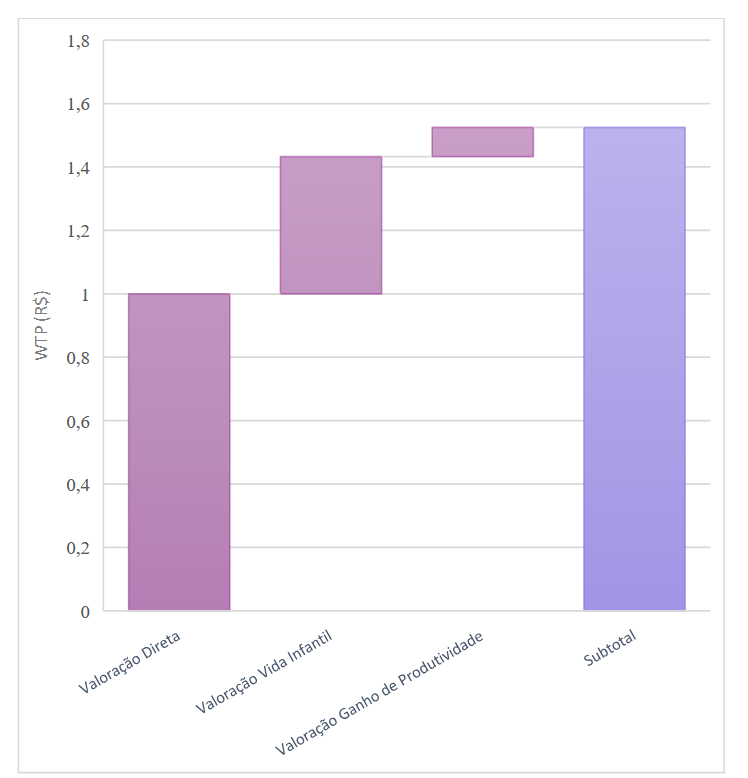 1,8
1,6
1,4
1,2
1
0,8
0,6
0,4
0,2
0
WTP (R$)
Valoração Direta
Valoração Vida Infantil
Valoração Ganho de Produtividade
Subtotal